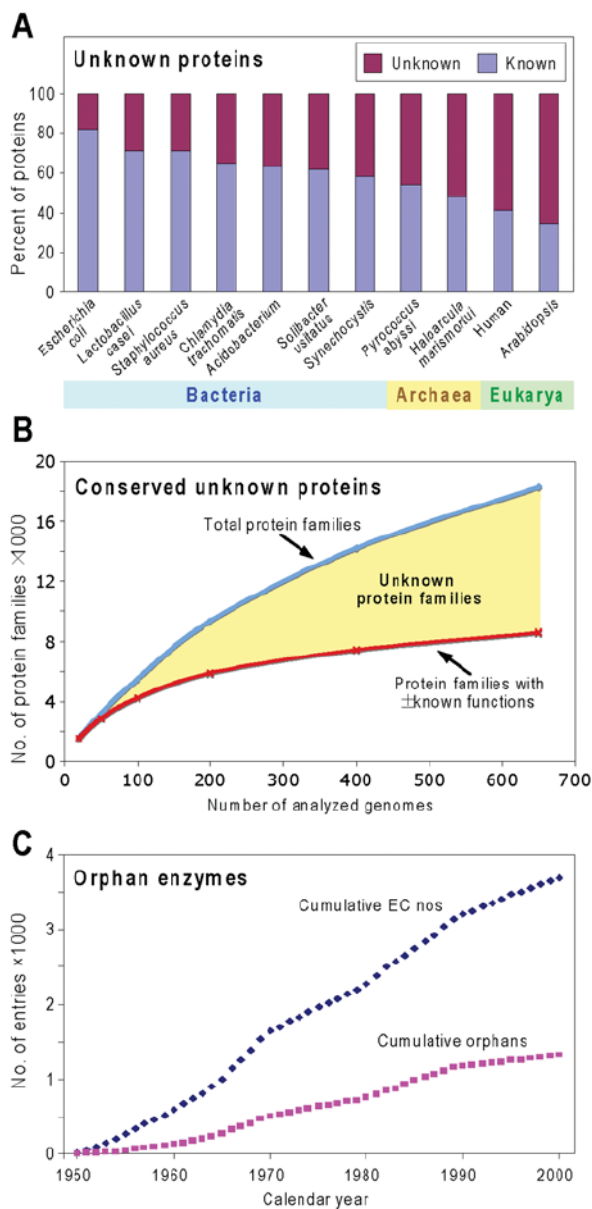 A
Unknown proteins
Unknown
Known
Percent of proteins
100
80
60
40
20
0
Escherichia
coli
Lactobacillus
casei
Staphylococcus
aureus
Chlamydia
trachomatis
Acidobacterium
Solibacter
usitatus
Synechocystis
Pyrococcus
abyssi
Haloarcula
marismortui
Human
Arabidopsis
Bacteria
Archaea
Eukarya
B
Conserved unknown proteins
No. of protein families ×1000
20
16
12
8
4
0
Total protein families
Unknown
protein families
Protein families with
±known functions
0
100
200
300
400
500
600
700
Number of analyzed genomes
C
Orphan enzymes
No. of entries ×1000
4
3
2
1
0
Cumulative EC nos
Cumulative orphans
1950
1960
1970
1980
1990
2000
Calendar year